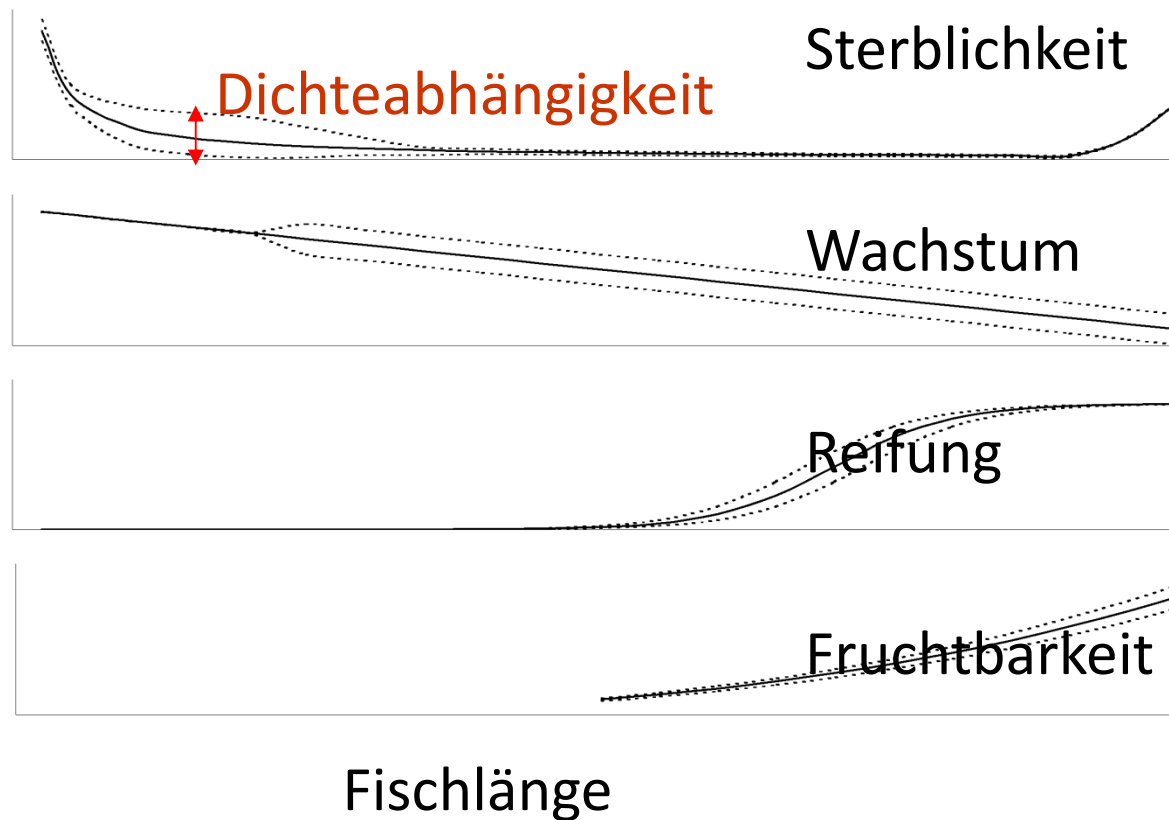 Sterblichkeit
Dichteabhängigkeit
Wachstum
Reifung
Fruchtbarkeit
Fischlänge